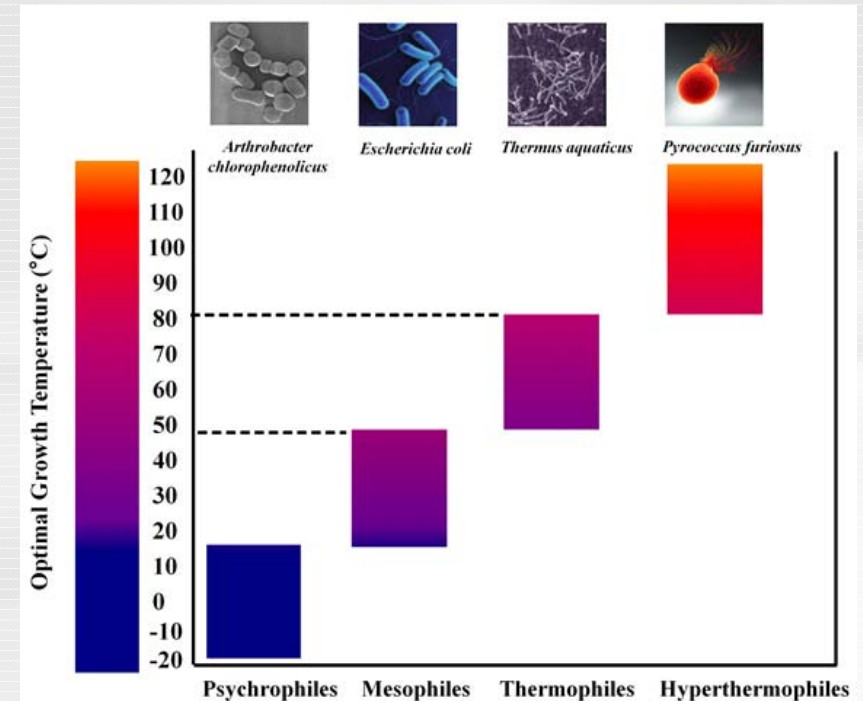 Arthrobacter
chlorophenolicus
Escherichia coli
Thermus aquaticus
Pyrococcus furiosus
Optimal Growth Temperature (°C)
120
110
100
90
80
70
60
50
40
30
20
10
0
-10
-20
Psychrophiles
Mesophiles
Thermophiles
Hyperthermophiles